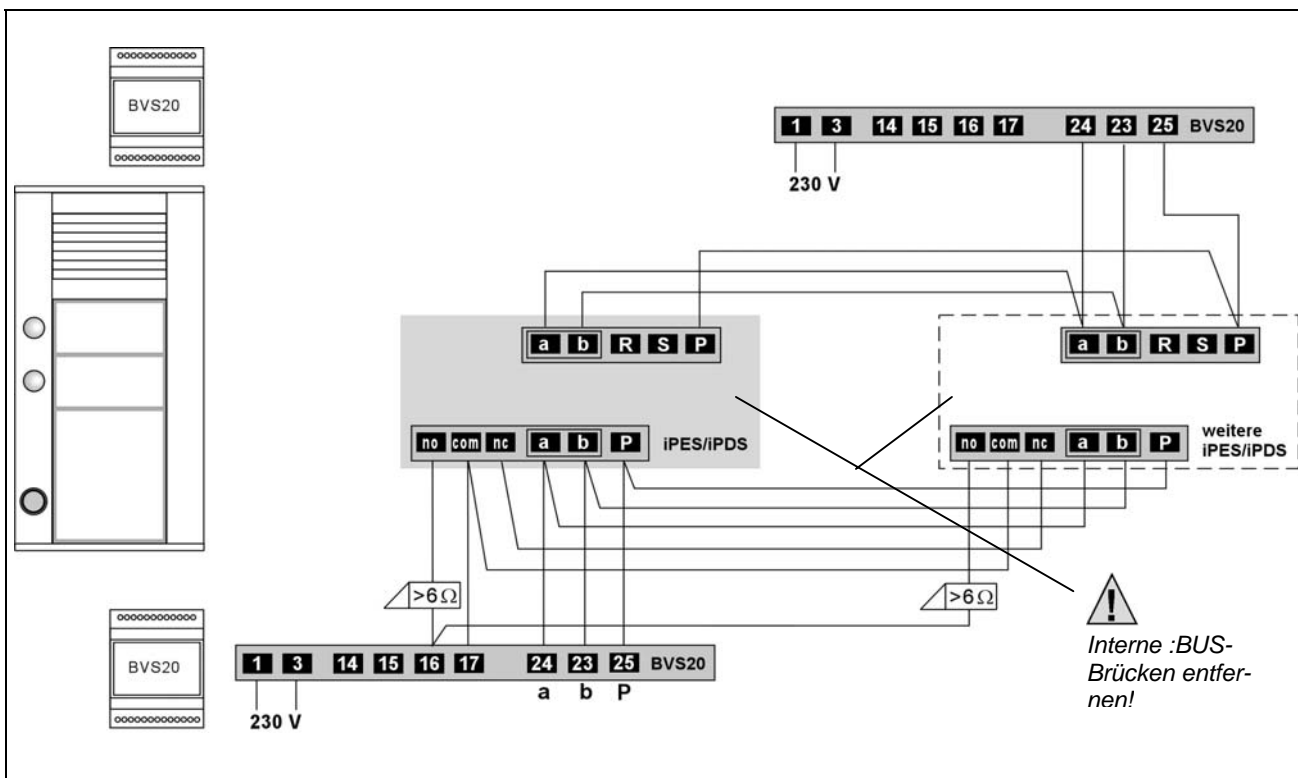 BVS20
1 3 14 15 16 17 24 23 25 BVS20
230 V
a b R S P
a b R S P
no com nc a b P iPES/iPDS
no com nc a b P weitere
iPES/iPDS
>6Ω
>6Ω
!
Interne :BUS-
Brücken entfer-
nen!
BVS20
1 3 14 15 16 17 24 23 25 BVS20
a b P
230 V